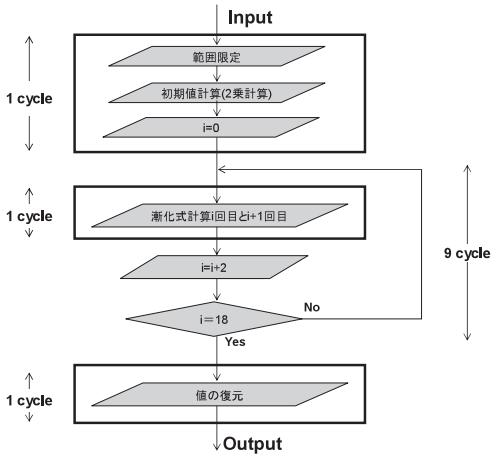 Input
範囲限定
初期値計算(2乗計算)
i=0
1 cycle
漸化式計算i回目とi+1回目
1 cycle
i=i+2
9 cycle
i＝18
No
Yes
値の復元
1 cycle
Output